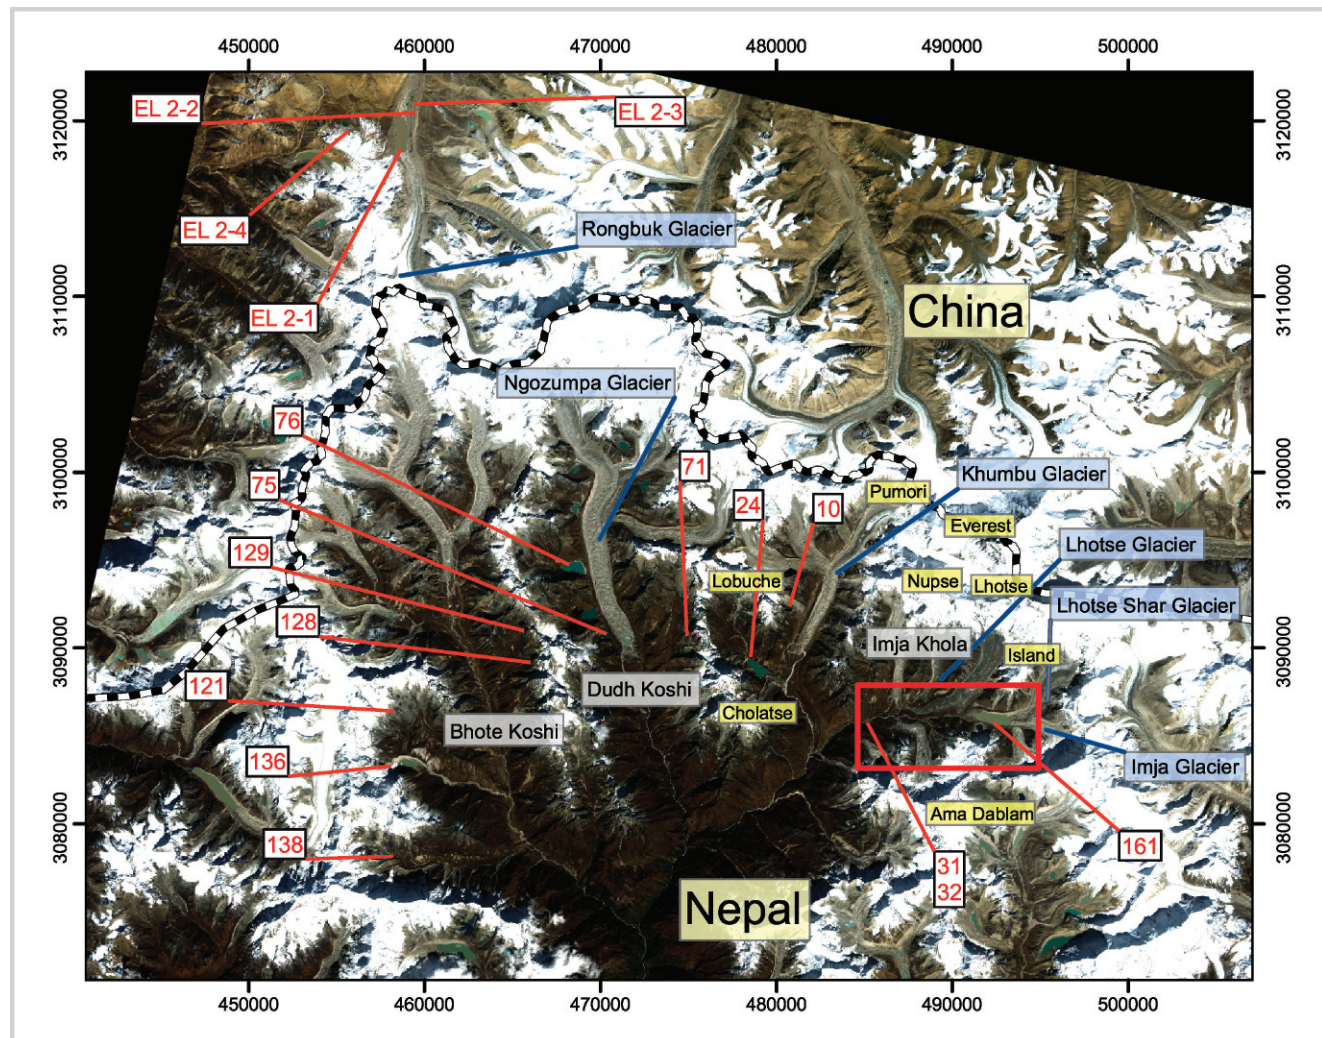 450000
460000
470000
480000
490000
500000
3120000
3110000
3100000
3090000
3080000
EL 2-2
EL 2-3
EL 2-4
EL 2-1
Rongbuk Glacier
China
Ngozumpa Glacier
76
75
71
24
10
Pumori
Khumbu Glacier
Everest
129
Lobuche
Nupse
Lhotse
Lhotse Glacier
Lhotse Shar Glacier
128
Imja Khola
Island
121
Dudh Koshi
Cholatse
Bhote Koshi
136
Imja Glacier
138
Ama Dablam
161
31
32
Nepal
3120000
3110000
3100000
3090000
3080000
450000
460000
470000
480000
490000
500000